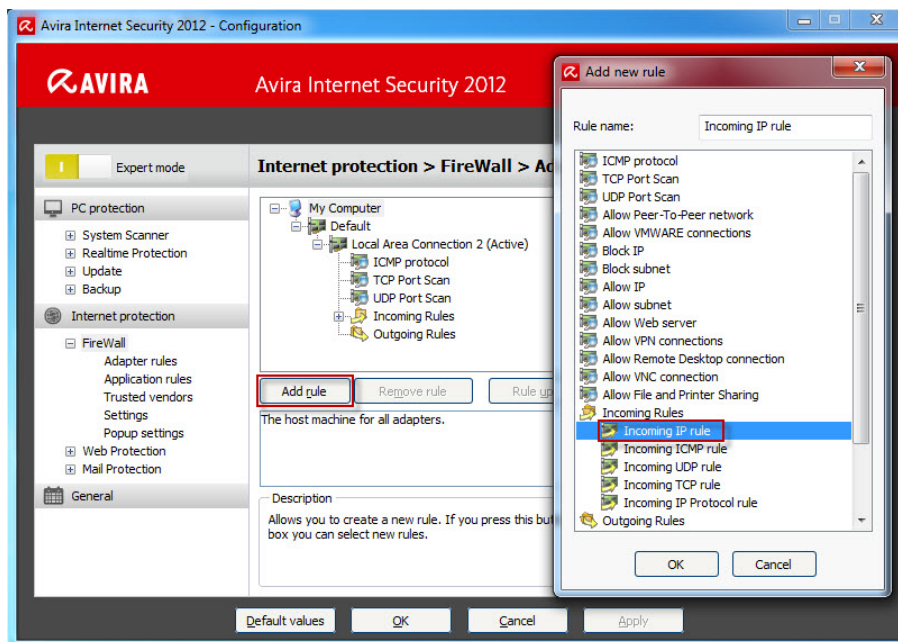 Avira Internet Security 2012 - Configuration
AVIRA
Avira Internet Security 2012
Expert mode
PC protection
System Scanner
Realtime Protection
Update
Backup
Internet protection
FireWall
Adapter rules
Application rules
Trusted vendors
Settings
Popup settings
Web Protection
Mail Protection
General
Internet protection > FireWall > Ad
My Computer
Default
Local Area Connection 2 (Active)
ICMP protocol
TCP Port Scan
UDP Port Scan
Incoming Rules
Outgoing Rules
Add rule
Remove rule
Rule up
The host machine for all adapters.
Description
Allows you to create a new rule. If you press this but
box you can select new rules.
Default values
OK
Cancel
Apply
Add new rule
Rule name:
Incoming IP rule
ICMP protocol
TCP Port Scan
UDP Port Scan
Allow Peer-To-Peer network
Allow VMWARE connections
Block IP
Block subnet
Allow IP
Allow subnet
Allow Web server
Allow VPN connections
Allow Remote Desktop connection
Allow VNC connection
Allow File and Printer Sharing
Incoming Rules
Incoming IP rule
Incoming ICMP rule
Incoming UDP rule
Incoming TCP rule
Incoming IP Protocol rule
Outgoing Rules
OK
Cancel